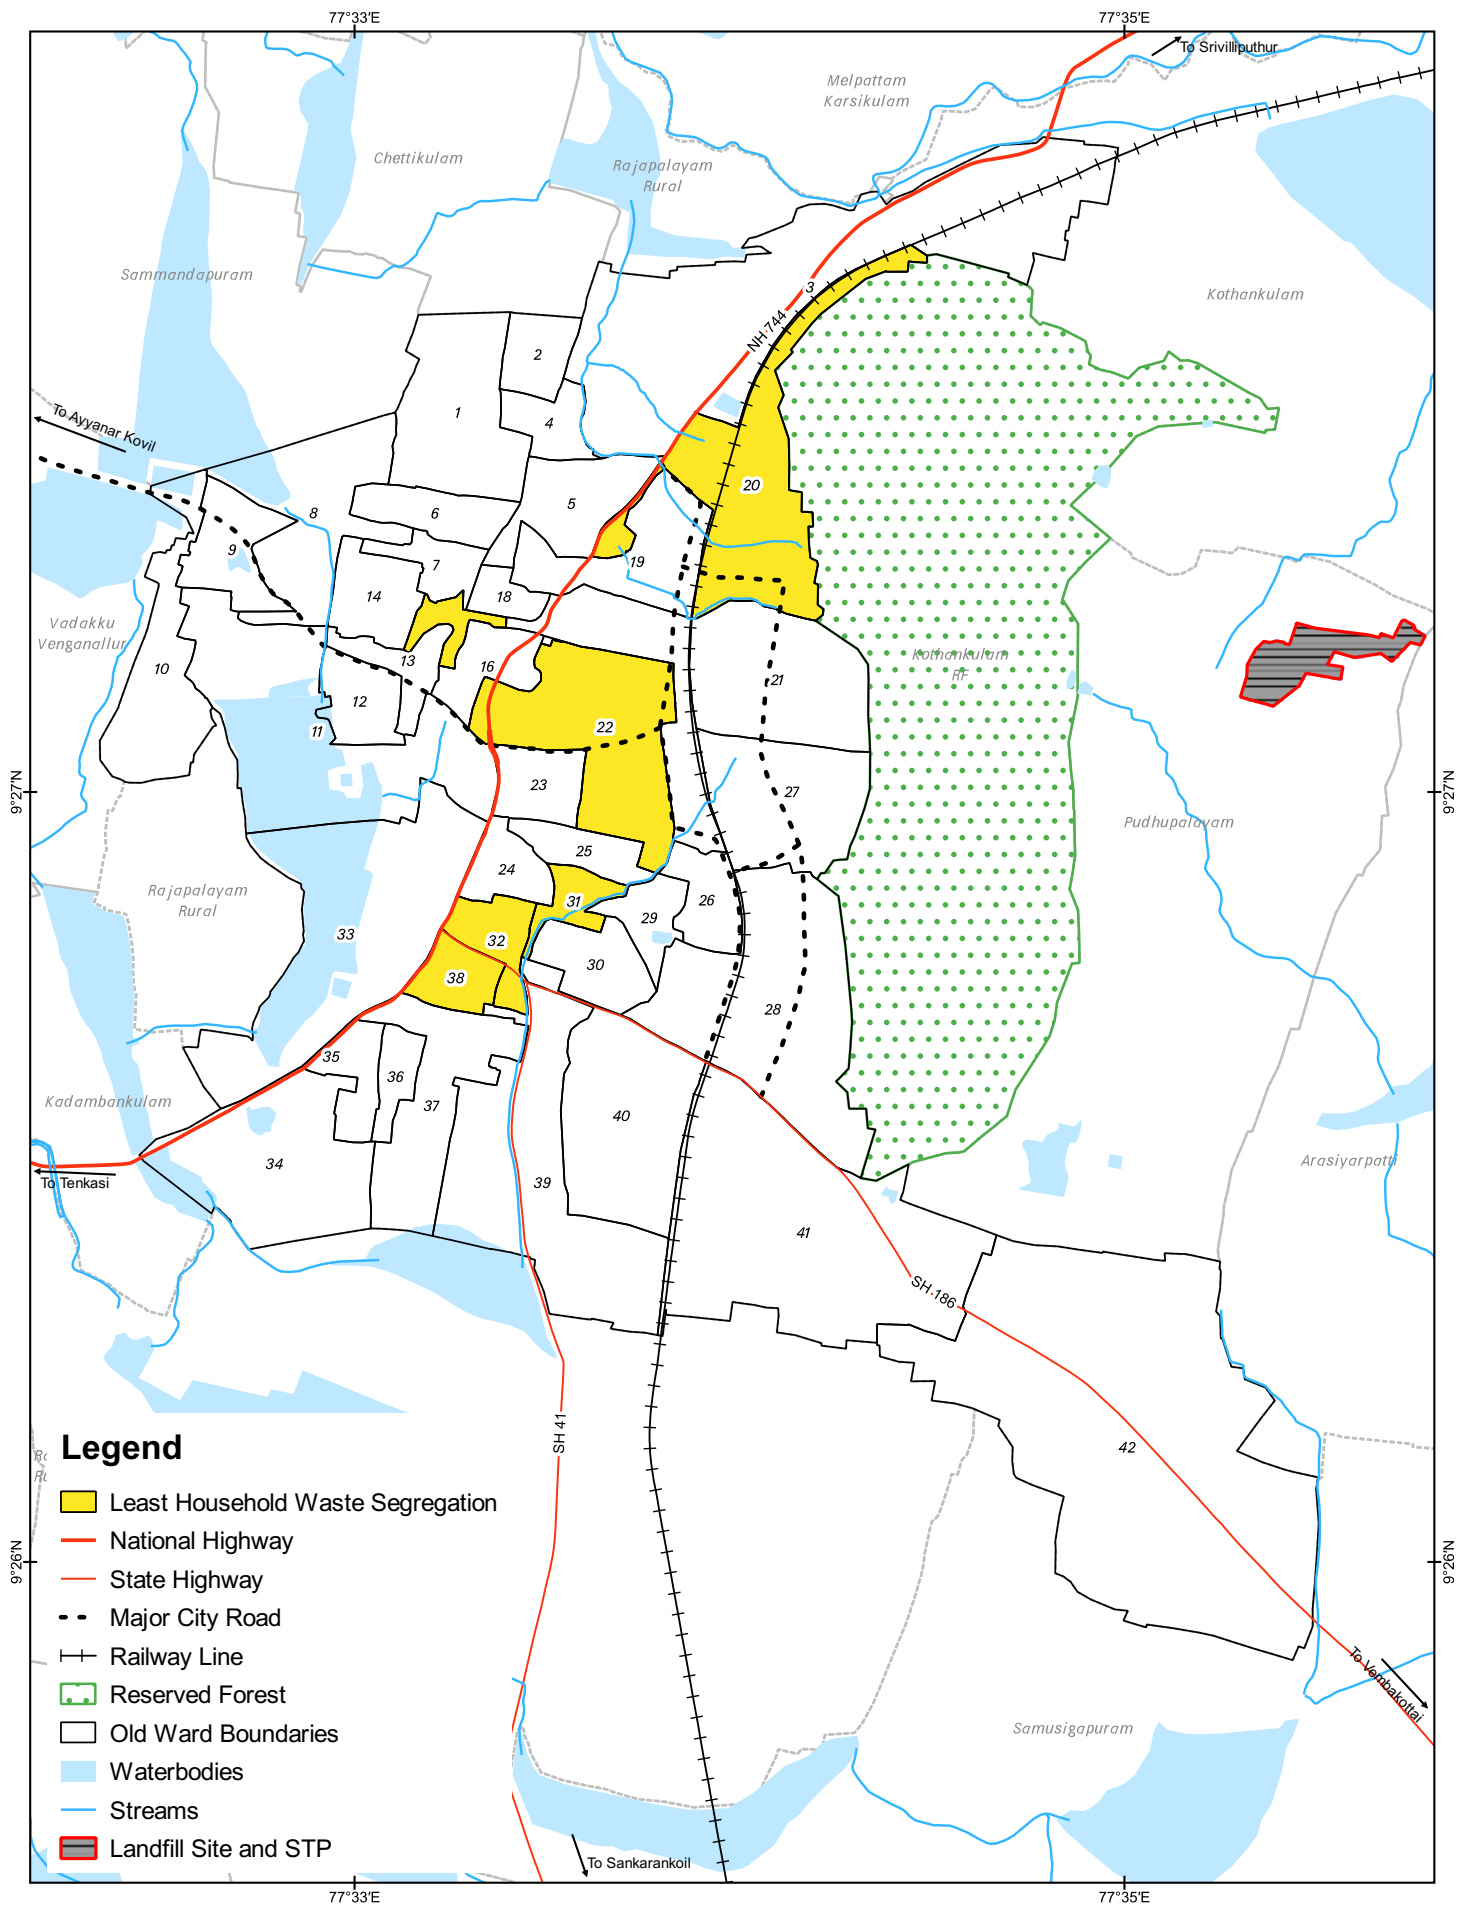 77°33′E
77°35′E
To Srivilliputhur
Melpattam
Karsikulam
Chettikulam
Rajapalayam
Rural
Sammandapuram
Kothankulam
3
NH 744
2
1
4
To Ayyanar Kovil
20
5
6
8
9
19
7
14
18
Vadakku
Venganallur
Kothankulam
RF
10
13
16
21
12
11
22
9°27′N
23
27
9°27′N
Pudhupalayam
25
24
Rajapalayam
Rural
31
26
29
33
32
30
38
28
35
36
37
Kadambankulam
40
34
Arasiyarpatti
To Tenkasi
39
41
SH 186
SH 41
42
Legend
Least Household Waste Segregation
National Highway
9°26′N
9°26′N
State Highway
Major City Road
Railway Line
To Vembakottai
Reserved Forest
Old Ward Boundaries
Samusigapuram
Waterbodies
Streams
Landfill Site and STP
To Sankarankoil
77°33′E
77°35′E